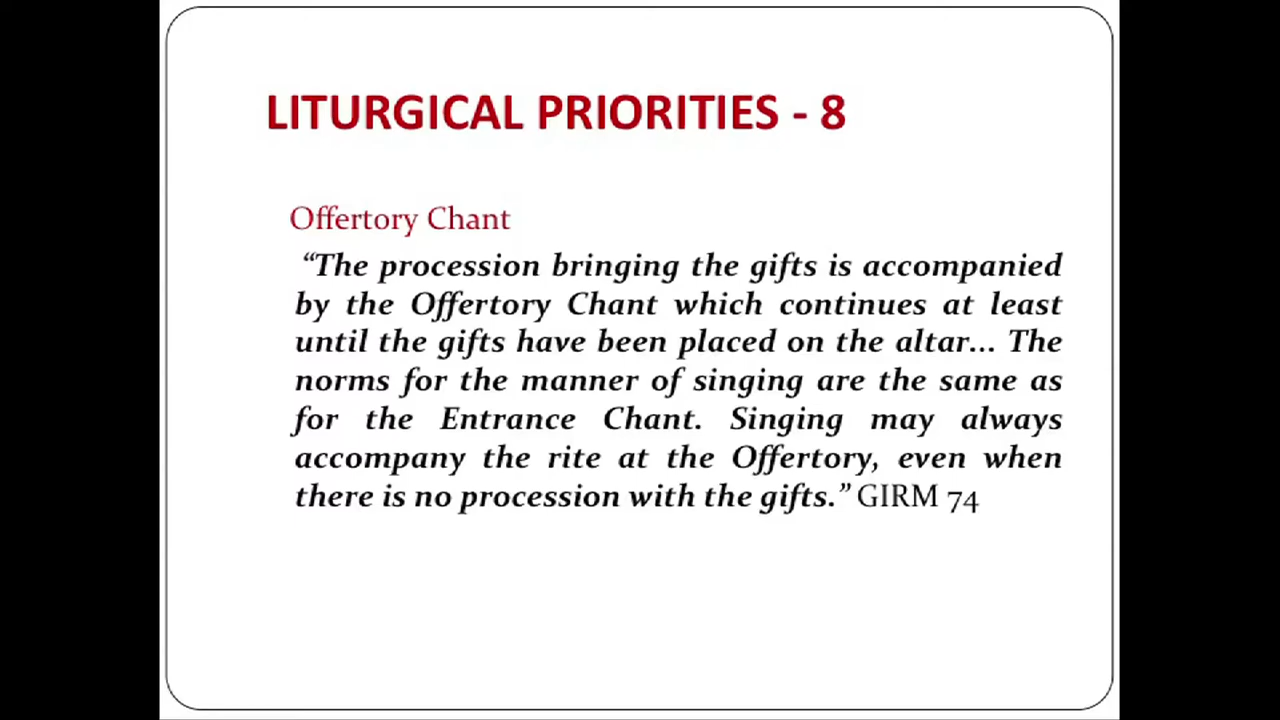 LITURGICAL PRIORITIES - 8
Offertory Chant
“The procession bringing the gifts is accompanied
by the Offertory Chant which continues at least
until the gifts have been placed on the altar... The
norms for the manner of singing are the same as
for the Entrance Chant. Singing may always
accompany the rite at the Offertory, even when
there is no procession with the gifts.” GIRM 74